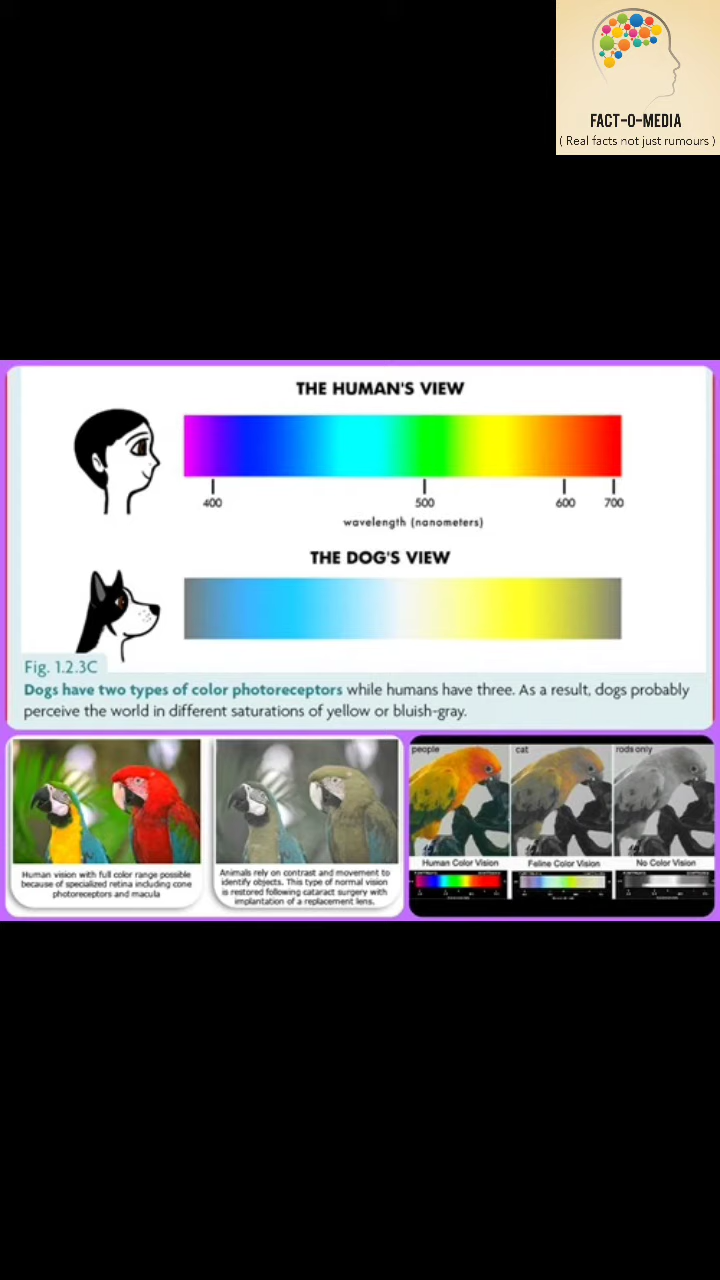 FACT-O-MEDIA
( Real facts not just rumours )
THE HUMAN'S VIEW
400
500
600
700
wavelength (nanometers)
THE DOG'S VIEW
Fig. 1.2.3C
Dogs have two types of color photoreceptors while humans have three. As a result, dogs probably
perceive the world in different saturations of yellow or bluish-gray.
Human vision with full color range possible
because of specialized retina including cone
photoreceptors and macula
Animals rely on contrast and movement to
identify objects. This type of normal vision
is restored following cataract surgery with
implantation of a replacement lens.
people
cat
rods only
Human Color Vision
Feline Color Vision
No Color Vision